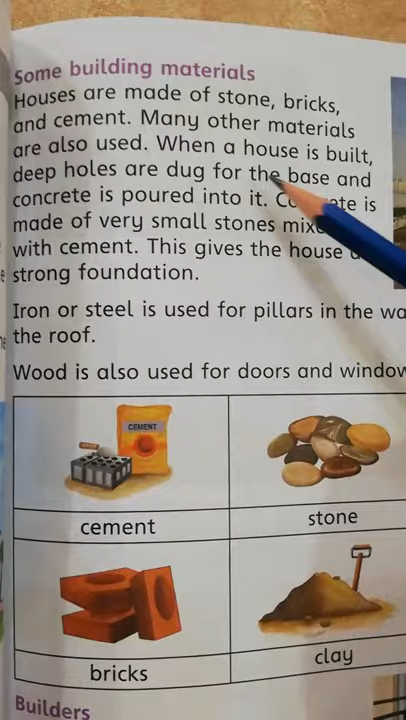 Some building materials
Houses are made of stone, bricks,
and cement. Many other materials
are also used. When a house is built,
deep holes are dug for the base and
concrete is poured into it. is
made of very small stones
with cement. This gives the house
strong foundation.
Iron or steel is used for pillars in the
the roof.
Wood is also used for doors and
CEMENT
cement
stone
bricks
clay
Builders